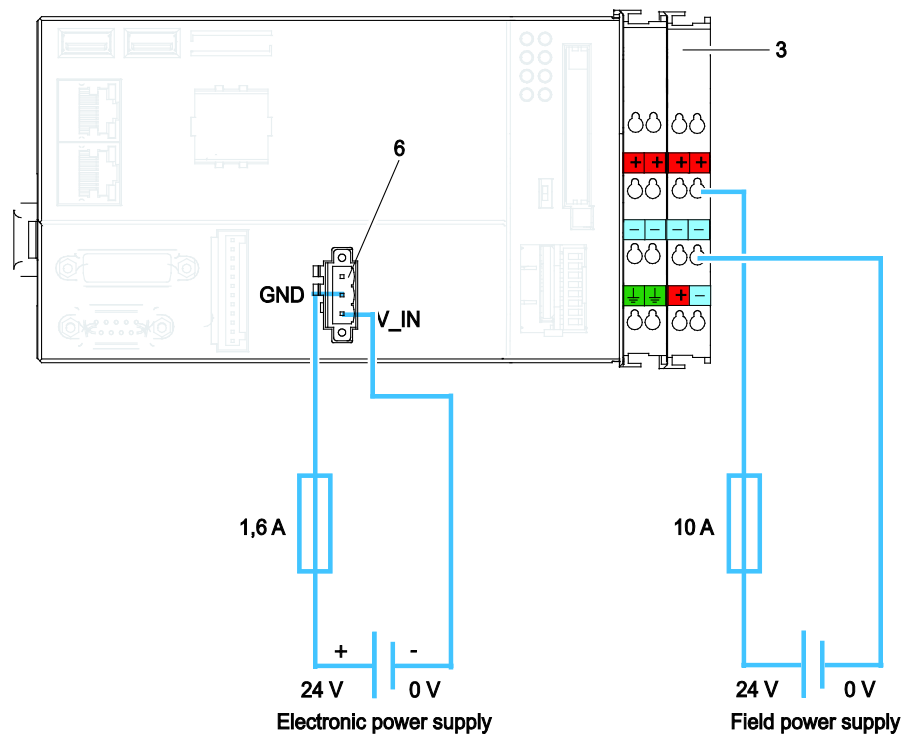 3
6
+ + + +
- - - -
GND
+ -
V_IN
1,6 A
10 A
+ -
24 V 0 V
24 V 0 V
Electronic power supply
Field power supply